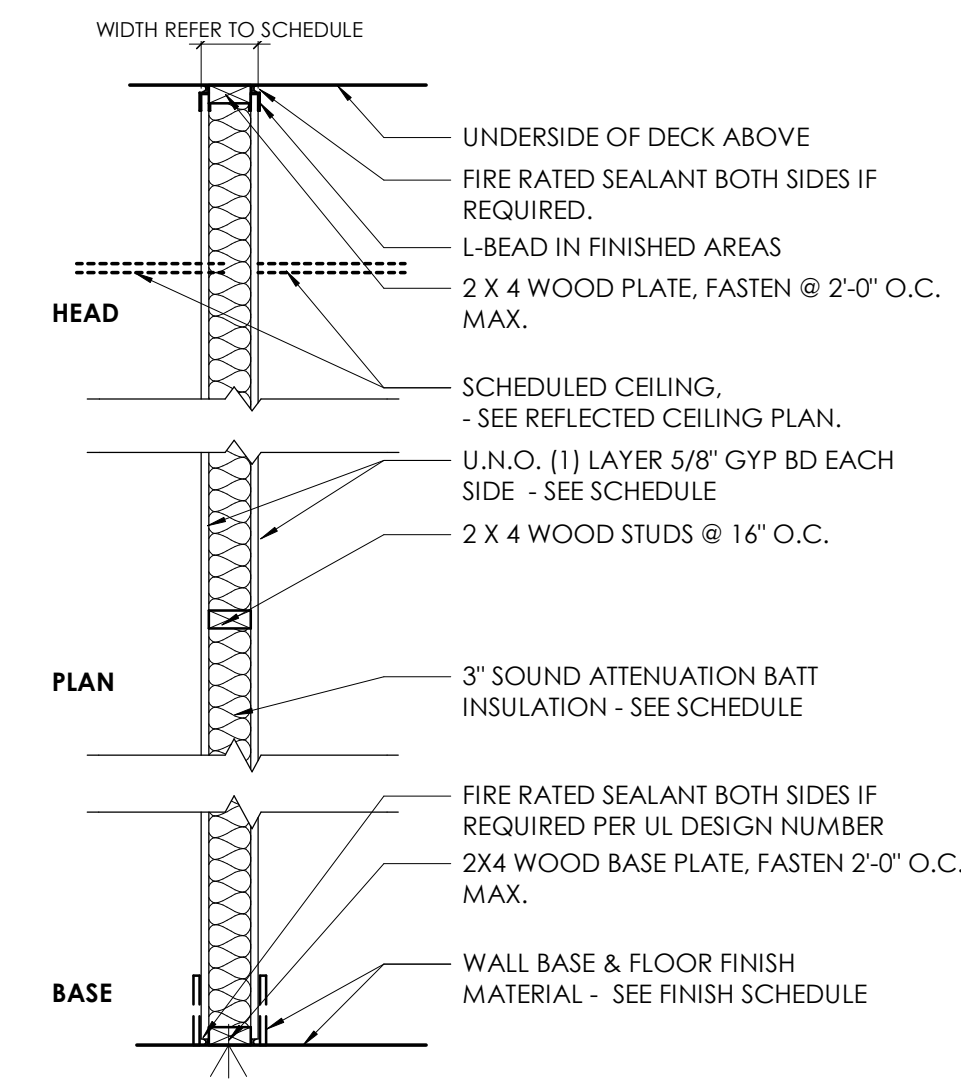 WIDTH REFER TO SCHEDULE
UNDERSIDE OF DECK ABOVE
FIRE RATED SEALANT BOTH SIDES IF
REQUIRED.
L-BEAD IN FINISHED AREAS
2 X 4 WOOD PLATE, FASTEN @ 2'-0" O.C.
MAX.
HEAD
SCHEDULED CEILING,
- SEE REFLECTED CEILING PLAN.
U.N.O. (1) LAYER 5/8" GYP BD EACH
SIDE - SEE SCHEDULE
2 X 4 WOOD STUDS @ 16" O.C.
PLAN
3" SOUND ATTENUATION BATT
INSULATION - SEE SCHEDULE
FIRE RATED SEALANT BOTH SIDES IF
REQUIRED PER UL DESIGN NUMBER
2X4 WOOD BASE PLATE, FASTEN 2'-0" O.C.
MAX.
BASE
WALL BASE & FLOOR FINISH
MATERIAL - SEE FINISH SCHEDULE